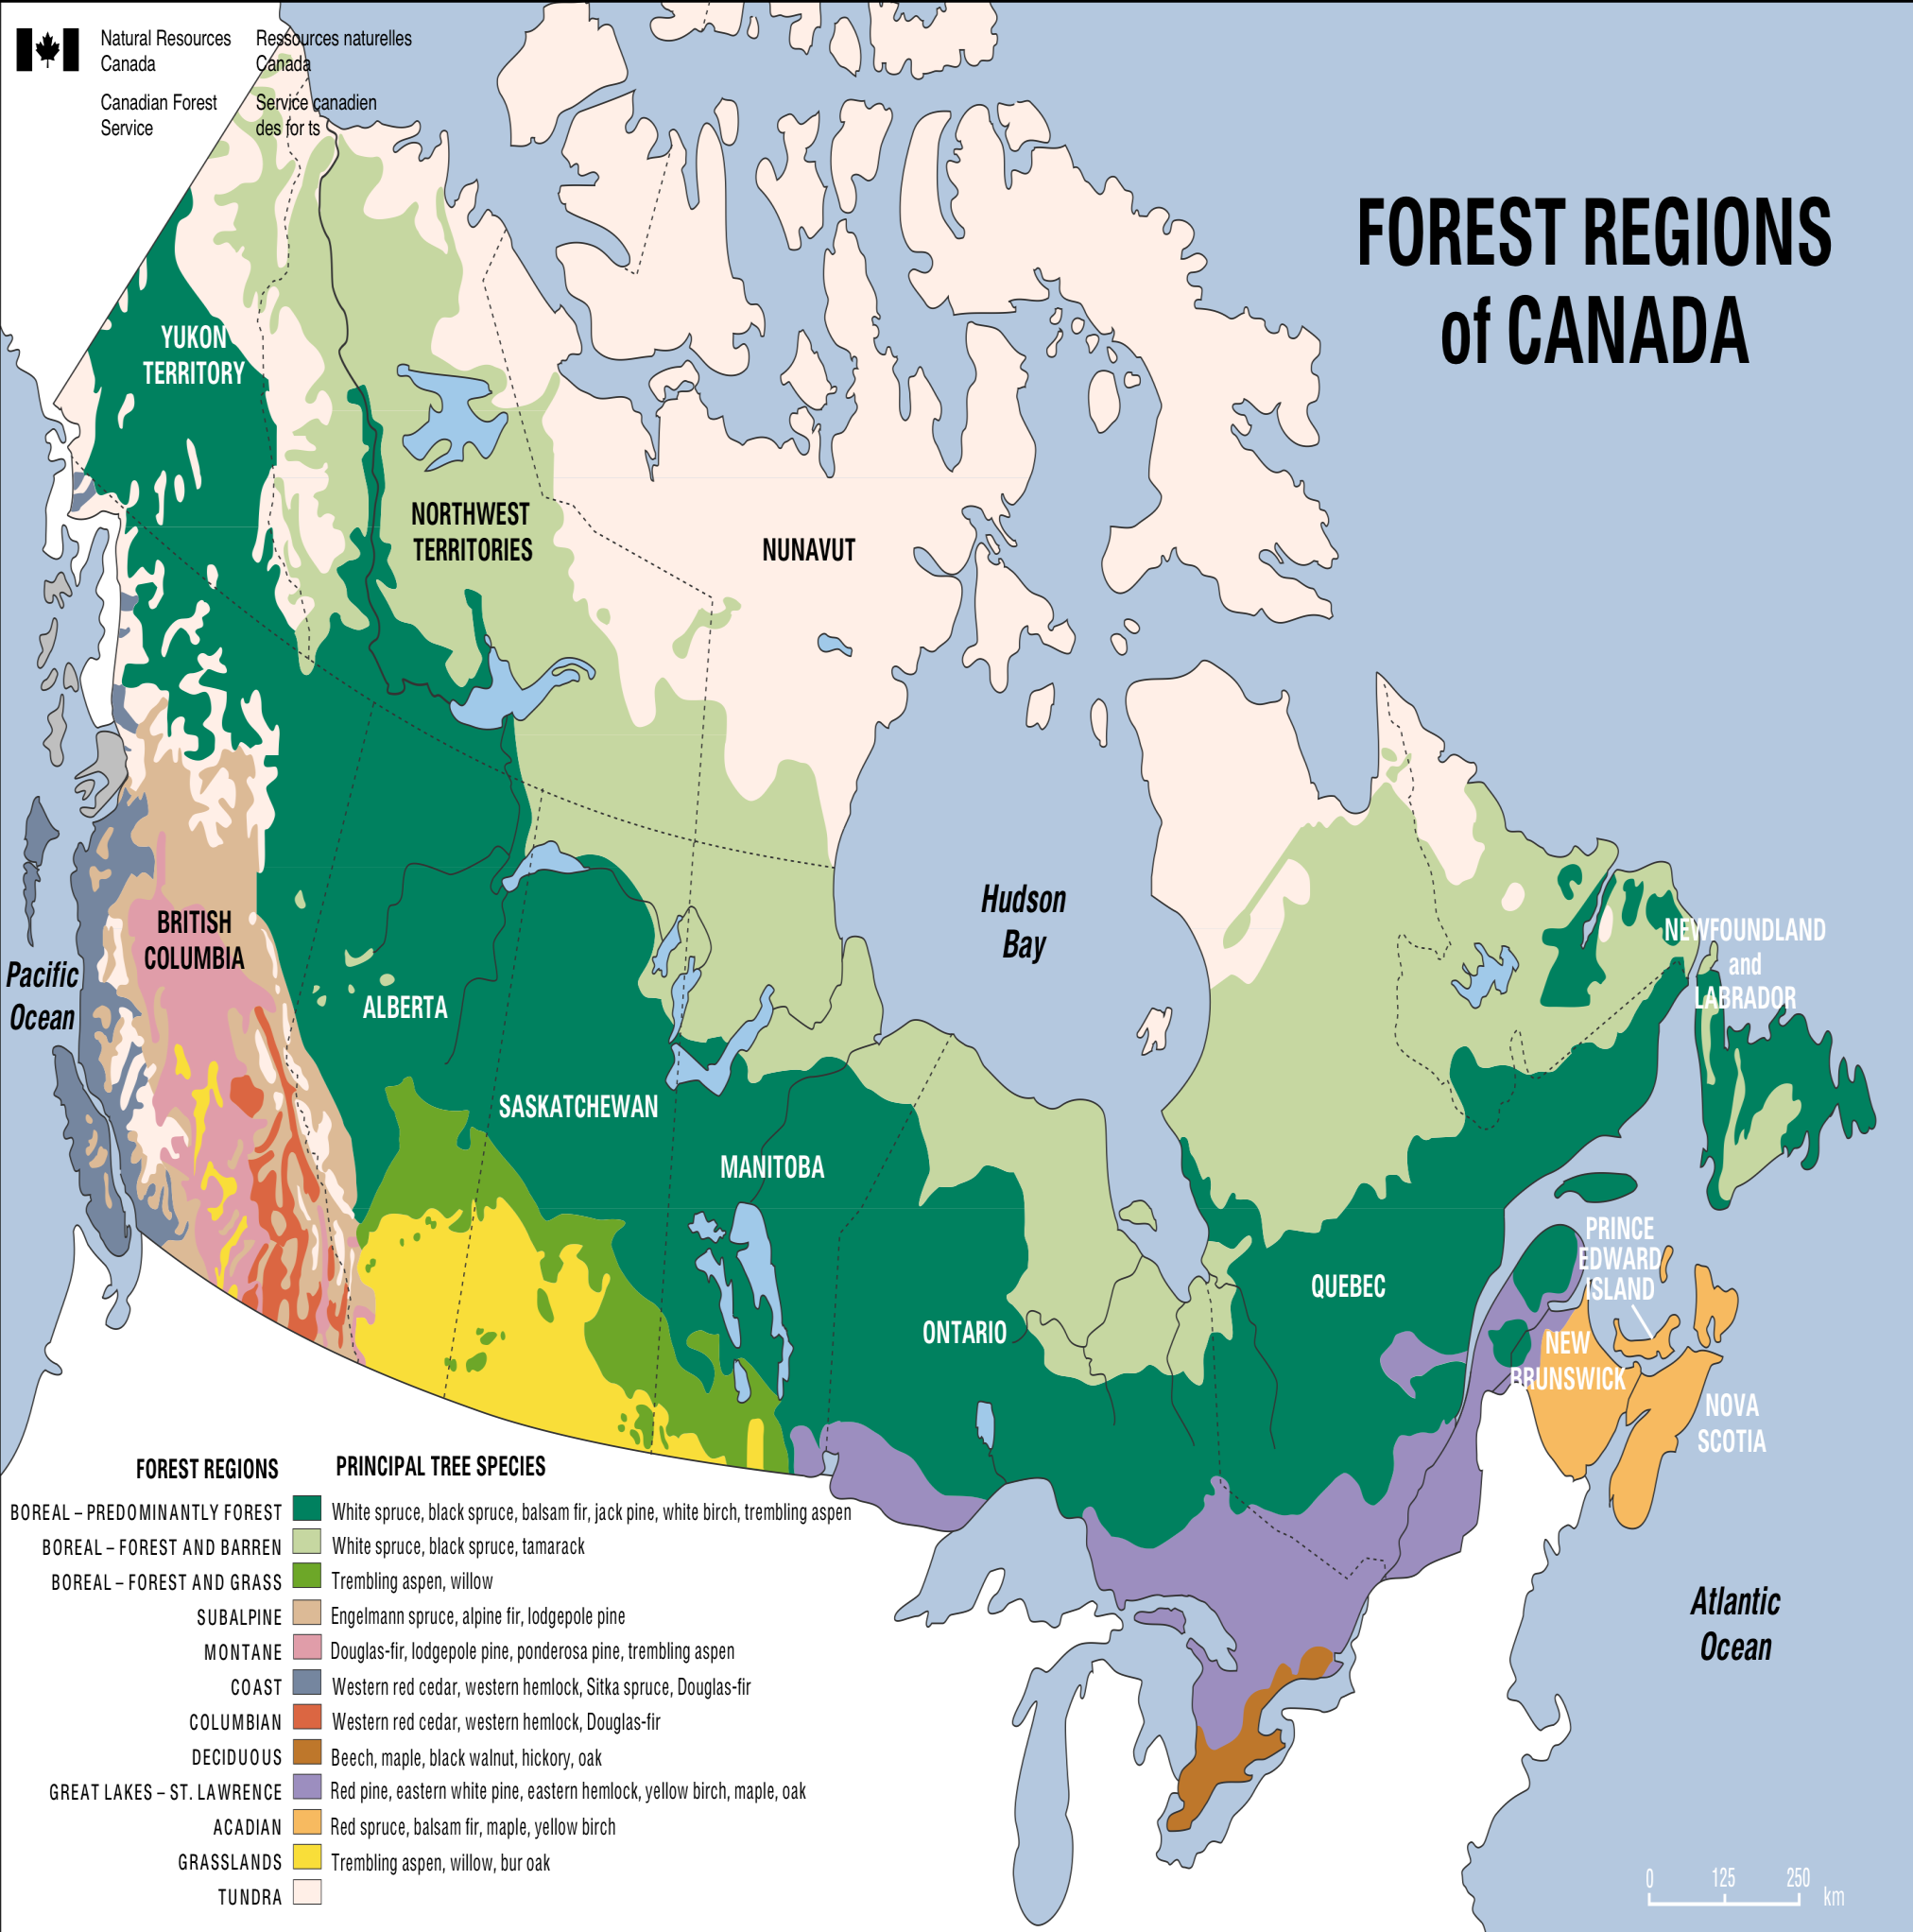 Natural Resources
Canada
Ressources naturelles
Canada
Canadian Forest
Service
Service canadien
des for ts
FOREST REGIONS
of CANADA
YUKON
TERRITORY
NORTHWEST
TERRITORIES
NUNAVUT
BRITISH
COLUMBIA
Hudson
Bay
NEWFOUNDLAND
and
LABRADOR
Pacific
Ocean
ALBERTA
SASKATCHEWAN
MANITOBA
PRINCE
EDWARD
ISLAND
QUEBEC
ONTARIO
NEW
BRUNSWICK
NOVA
SCOTIA
Atlantic
Ocean
FOREST REGIONS PRINCIPAL TREE SPECIES
BOREAL – PREDOMINANTLY FOREST White spruce, black spruce, balsam fir, jack pine, white birch, trembling aspen
BOREAL – FOREST AND BARREN White spruce, black spruce, tamarack
BOREAL – FOREST AND GRASS Trembling aspen, willow
SUBALPINE Engelmann spruce, alpine fir, lodgepole pine
MONTANE Douglas-fir, lodgepole pine, ponderosa pine, trembling aspen
COAST Western red cedar, western hemlock, Sitka spruce, Douglas-fir
COLUMBIAN Western red cedar, western hemlock, Douglas-fir
DECIDUOUS Beech, maple, black walnut, hickory, oak
GREAT LAKES – ST. LAWRENCE Red pine, eastern white pine, eastern hemlock, yellow birch, maple, oak
ACADIAN Red spruce, balsam fir, maple, yellow birch
GRASSLANDS Trembling aspen, willow, bur oak
TUNDRA
0 125 250
km